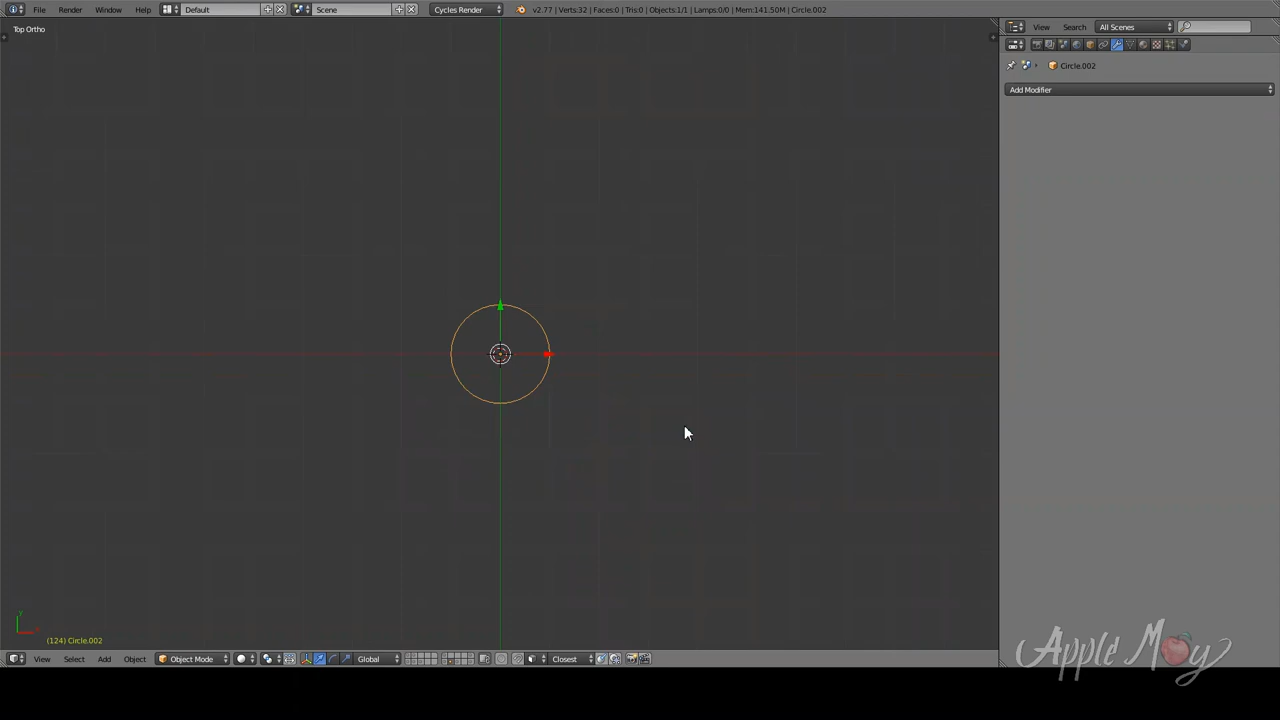 File Render Window Help Default Scene Cycles Render v2.77 | Verts:32 | Faces:0 | Tris:0 | Objects:1/1 | Lamps:0/0 | Mem:141.50M | Circle.002
Top Ortho
View Search All Scenes
Circle.002
Add Modifier
Y
X
(124) Circle.002
View Select Add Object Object Mode Global Closest
Apple Moy